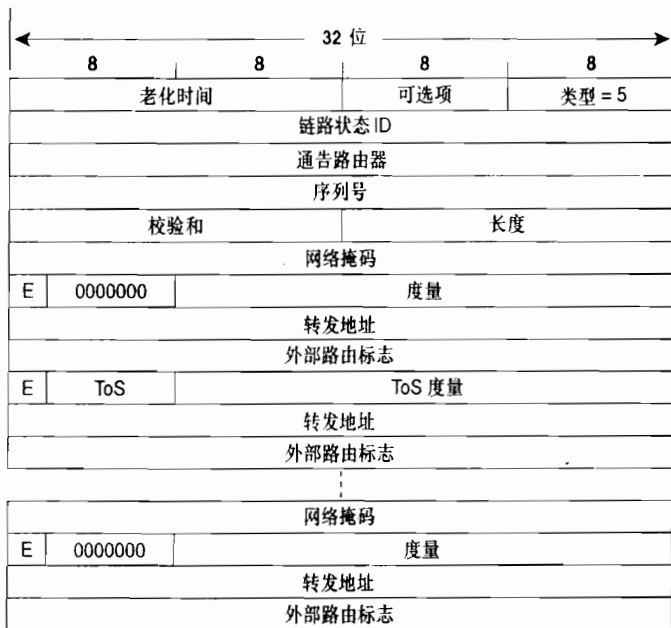 32 位
8 8 8 8
老化时间 可选项 类型 = 5
链路状态 ID
通告路由器
序列号
校验和 长度
网络掩码
E 0000000 度量
转发地址
外部路由标志
E ToS ToS 度量
转发地址
外部路由标志
网络掩码
E 0000000 度量
转发地址
外部路由标志